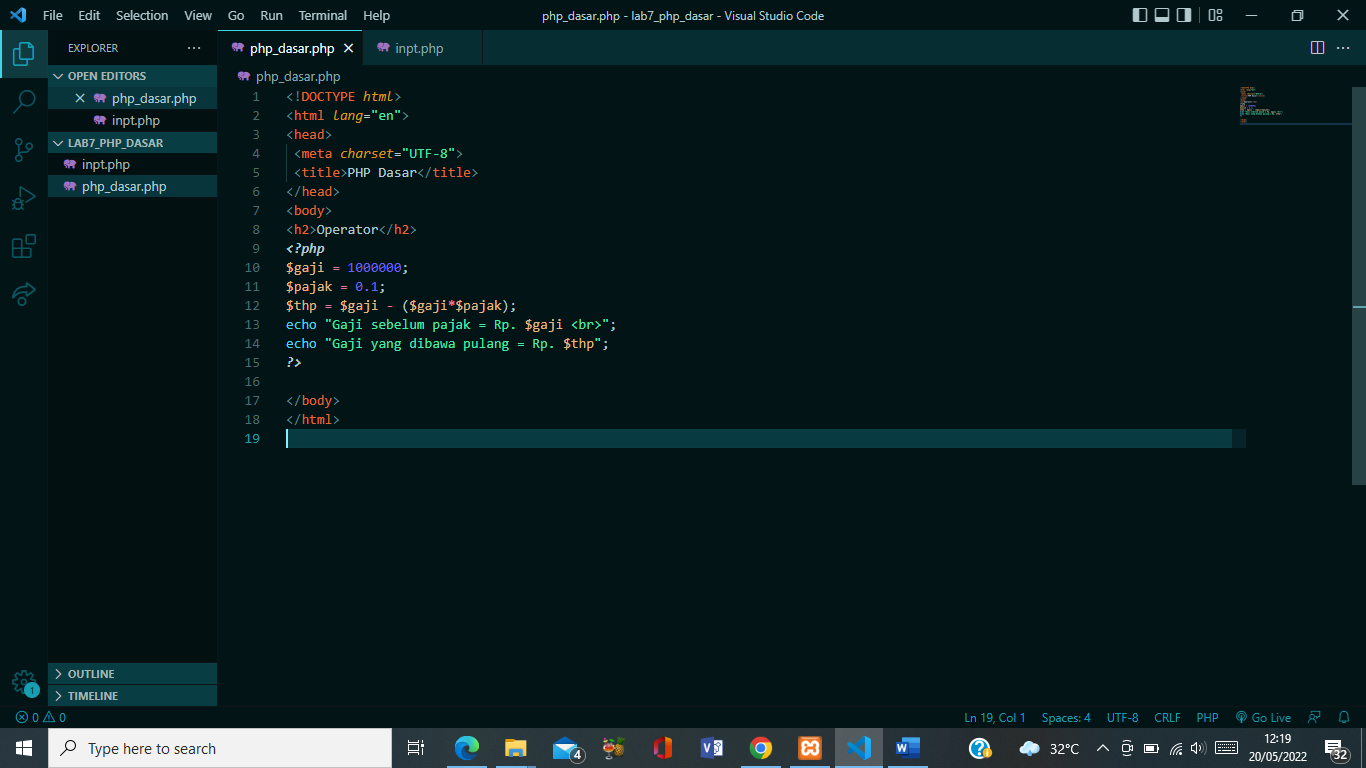 File Edit Selection View Go Run Terminal Help
php_dasar.php - lab7_php_dasar - Visual Studio Code
EXPLORER
OPEN EDITORS
php_dasar.php
inpt.php
LAB7_PHP_DASAR
inpt.php
php_dasar.php
OUTLINE
TIMELINE
php_dasar.php inpt.php
php_dasar.php
1 <!DOCTYPE html>
2 <html lang="en">
3 <head>
4 <meta charset="UTF-8">
5 <title>PHP Dasar</title>
6 </head>
7 <body>
8 <h2>Operator</h2>
9 <?php
10 $gaji = 1000000;
11 $pajak = 0.1;
12 $thp = $gaji - ($gaji*$pajak);
13 echo "Gaji sebelum pajak = Rp. $gaji <br>";
14 echo "Gaji yang dibawa pulang = Rp. $thp";
15 ?>
16
17 </body>
18 </html>
19
1
0 0
Ln 19, Col 1 Spaces: 4 UTF-8 CRLF PHP Go Live
Type here to search
4
32°C
12:19
20/05/2022
32